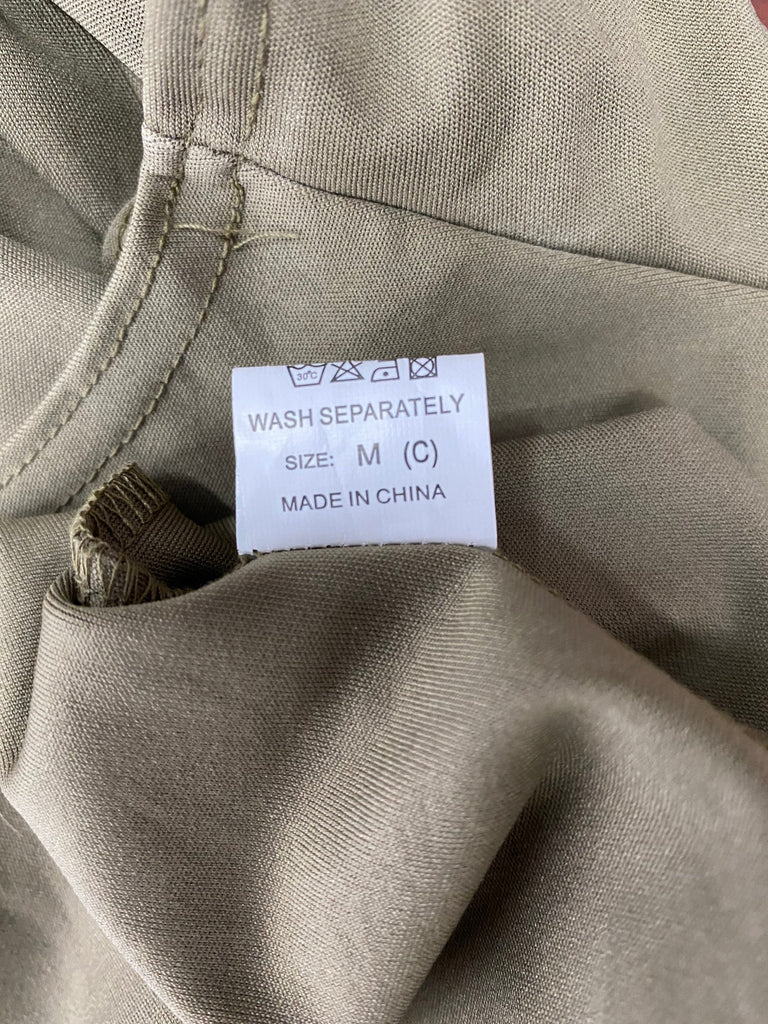 30°C
WASH SEPARATELY
SIZE: M (C)
MADE IN CHINA